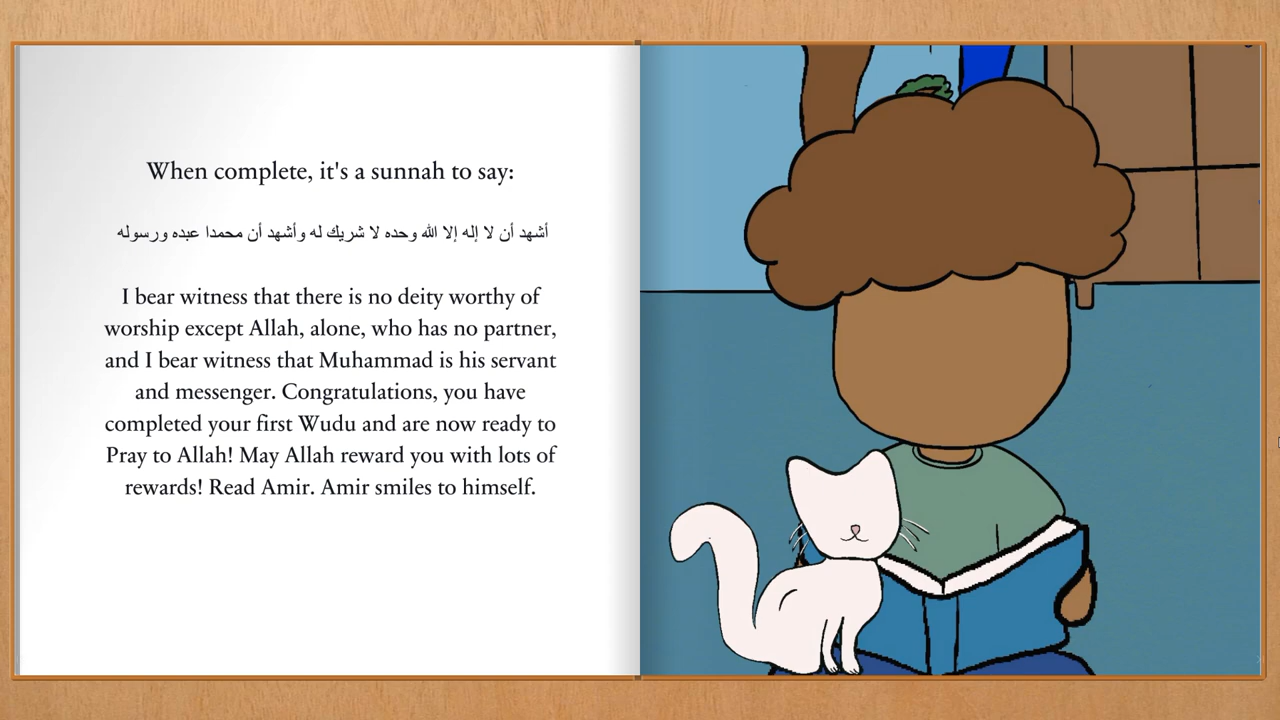 When complete, it's a sunnah to say:
أشهد أن لا إله إلا الله وحده لا شريك له وأشهد أن محمدا عبده ورسوله
I bear witness that there is no deity worthy of
worship except Allah, alone, who has no partner,
and I bear witness that Muhammad is his servant
and messenger. Congratulations, you have
completed your first Wudu and are now ready to
Pray to Allah! May Allah reward you with lots of
rewards! Read Amir. Amir smiles to himself.